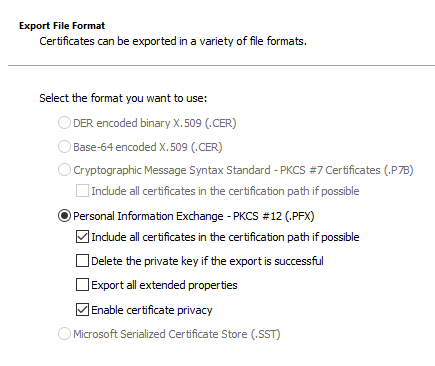 Export File Format
Certificates can be exported in a variety of file formats.
Select the format you want to use:
DER encoded binary X.509 (.CER)
Base-64 encoded X.509 (.CER)
Cryptographic Message Syntax Standard - PKCS #7 Certificates (.P7B)
Include all certificates in the certification path if possible
Personal Information Exchange - PKCS #12 (.PFX)
Include all certificates in the certification path if possible
Delete the private key if the export is successful
Export all extended properties
Enable certificate privacy
Microsoft Serialized Certificate Store (.SST)